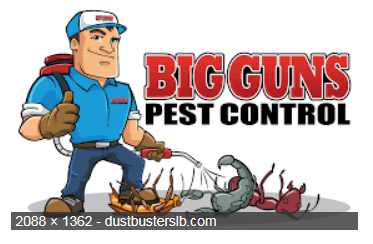 BIG GUNS
PEST CONTROL
2088 × 1362 - dustbusterslb.com